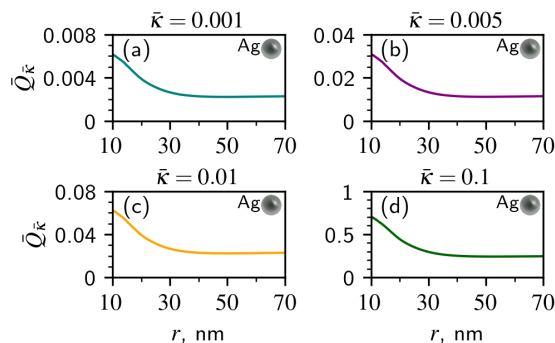 κ̄ = 0.001
κ̄ = 0.005
0.008
0.004
0
(a)
Ag
10 30 50 70
0.04
0.02
0
(b)
Ag
10 30 50 70
Q̄κ̄
κ̄ = 0.01
κ̄ = 0.1
0.08
0.04
0
(c)
Ag
10 30 50 70
1
0.5
0
(d)
Ag
10 30 50 70
Q̄κ̄
r, nm
r, nm